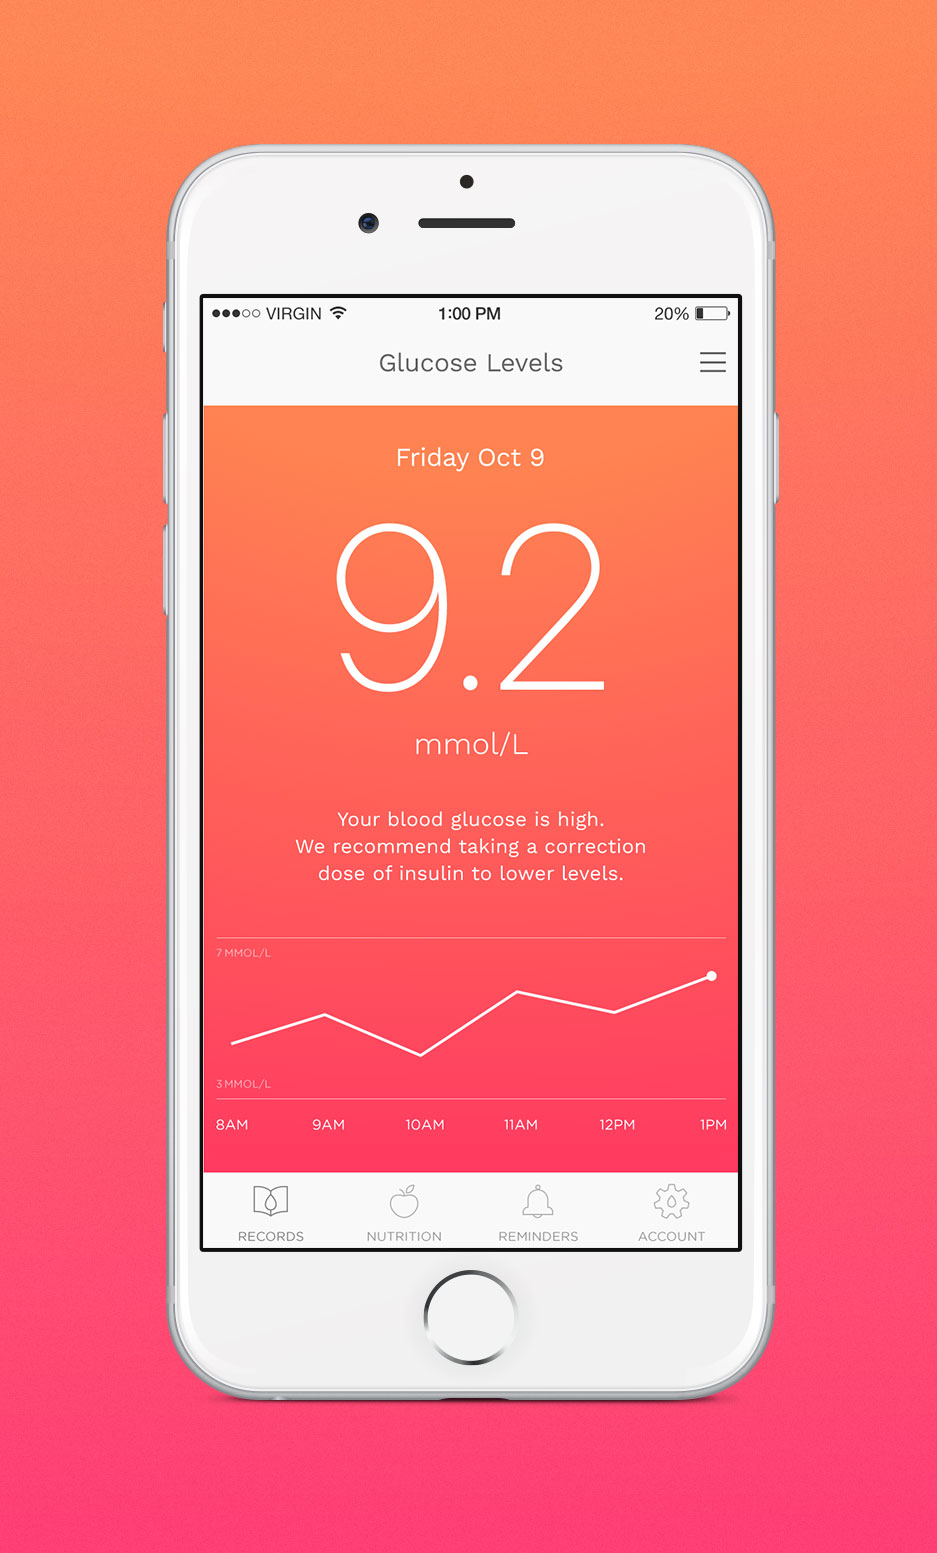 VIRGIN 1:00 PM 20%
Glucose Levels
Friday Oct 9
9.2
mmol/L
Your blood glucose is high.
We recommend taking a correction
dose of insulin to lower levels.
7 MMOL/L
3 MMOL/L
8AM 9AM 10AM 11AM 12PM 1PM
RECORDS NUTRITION REMINDERS ACCOUNT